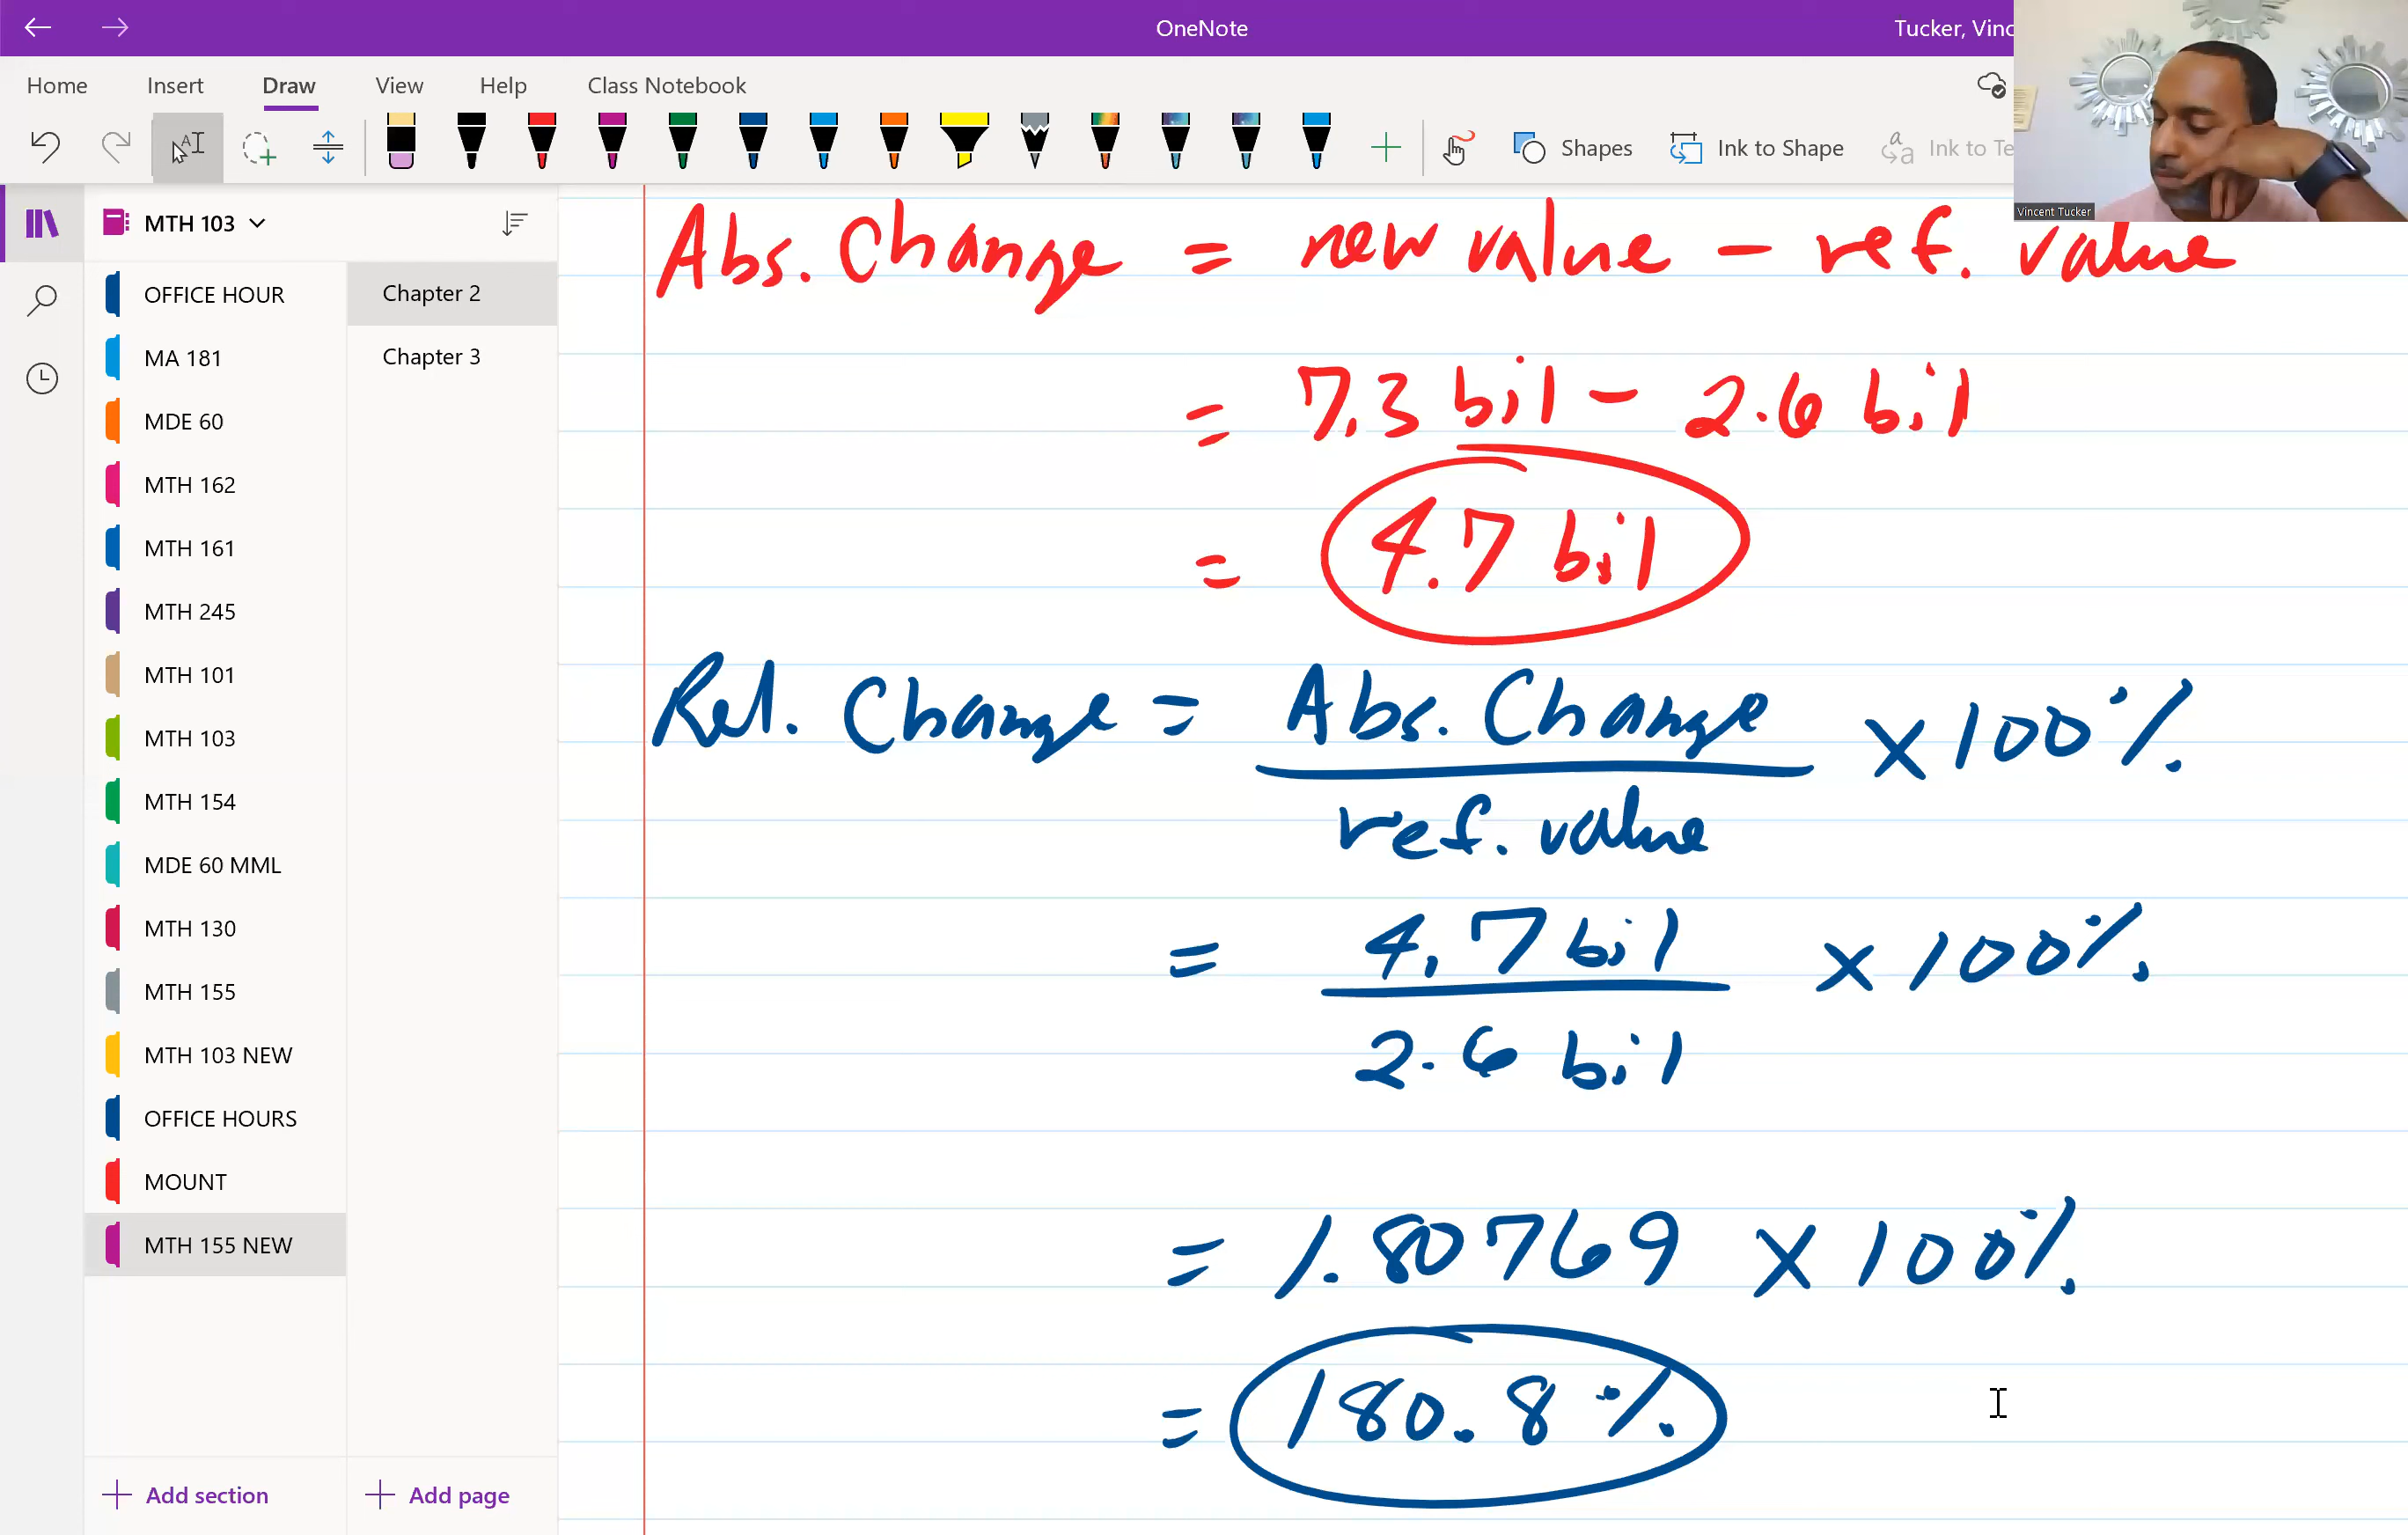 OneNote
Tucker, Vinc
Home Insert Draw View Help Class Notebook
Shapes Ink to Shape Ink to Te
Vincent Tucker
MTH 103
OFFICE HOUR
MA 181
MDE 60
MTH 162
MTH 161
MTH 245
MTH 101
MTH 103
MTH 154
MDE 60 MML
MTH 130
MTH 155
MTH 103 NEW
OFFICE HOURS
MOUNT
MTH 155 NEW
Add section
Chapter 2
Chapter 3
Add page
Abs. Change = new value - ref. value
= 7.3 bil - 2.6 bil
= 4.7 bil
Rel. Change = Abs. Change / ref. value × 100%
= 4.7 bil / 2.6 bil × 100%
= 1.80769 × 100%
= 180.8%